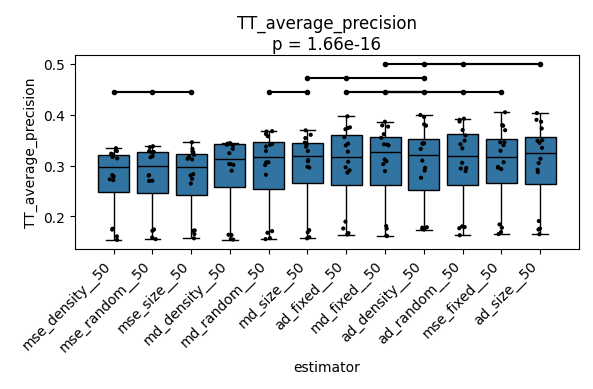 TT_average_precision
p = 1.66e-16
TT_average_precision
0.5
0.4
0.3
0.2
mse_density__50
mse_random__50
mse_size__50
md_density__50
md_random__50
md_size__50
ad_fixed__50
md_fixed__50
ad_density__50
ad_random__50
mse_fixed__50
ad_size__50
estimator